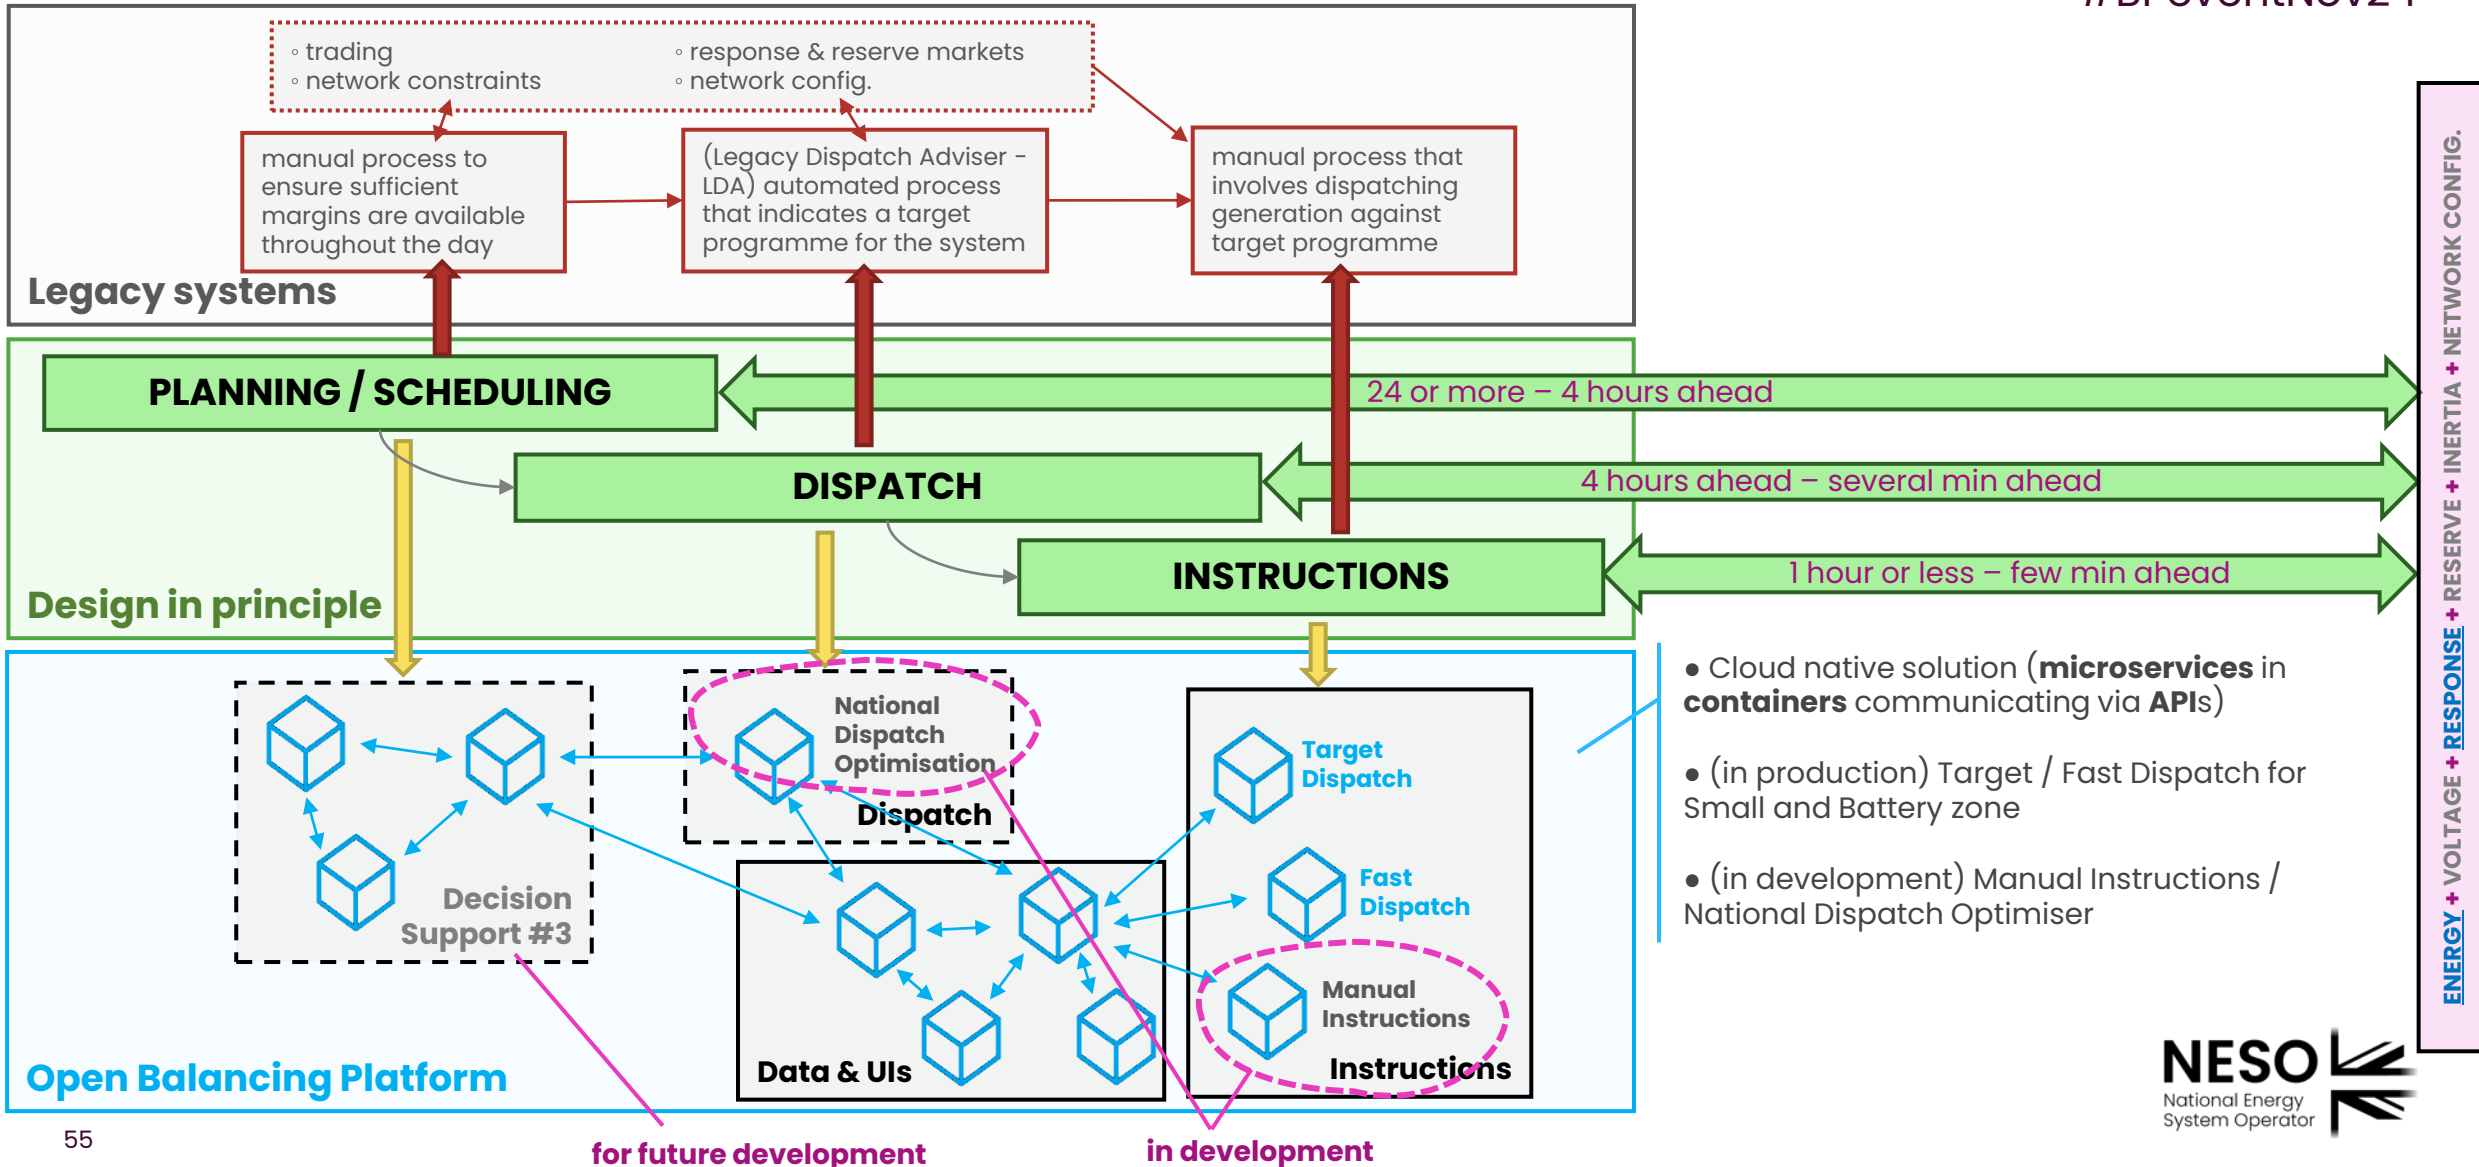 ◦ trading
◦ network constraints
◦ response & reserve markets
◦ network config.
manual process to
ensure sufficient
margins are available
throughout the day
(Legacy Dispatch Adviser -
LDA) automated process
that indicates a target
programme for the system
manual process that
involves dispatching
generation against
target programme
Legacy systems
PLANNING / SCHEDULING
24 or more – 4 hours ahead
DISPATCH
4 hours ahead – several min ahead
INSTRUCTIONS
1 hour or less – few min ahead
Design in principle
ENERGY + VOLTAGE + RESPONSE + RESERVE + INERTIA + NETWORK CONFIG.
National
Dispatch
Optimisation
Dispatch
Decision
Support #3
Target
Dispatch
Fast
Dispatch
Manual
Instructions
Instructions
Data & UIs
Open Balancing Platform
● Cloud native solution (microservices in
containers communicating via APIs)
● (in production) Target / Fast Dispatch for
Small and Battery zone
● (in development) Manual Instructions /
National Dispatch Optimiser
NESO
National Energy
System Operator
55
for future development
in development